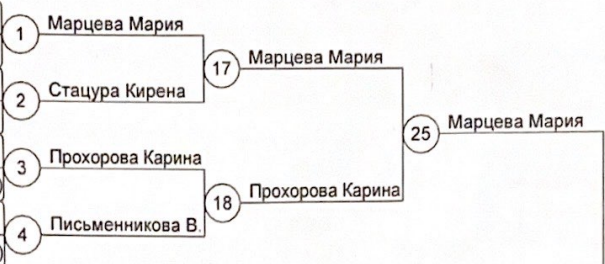 1 Марцева Мария
17 Марцева Мария
2 Стацура Кирена
25 Марцева Мария
3 Прохорова Карина
18 Прохорова Карина
4 Письменникова В.